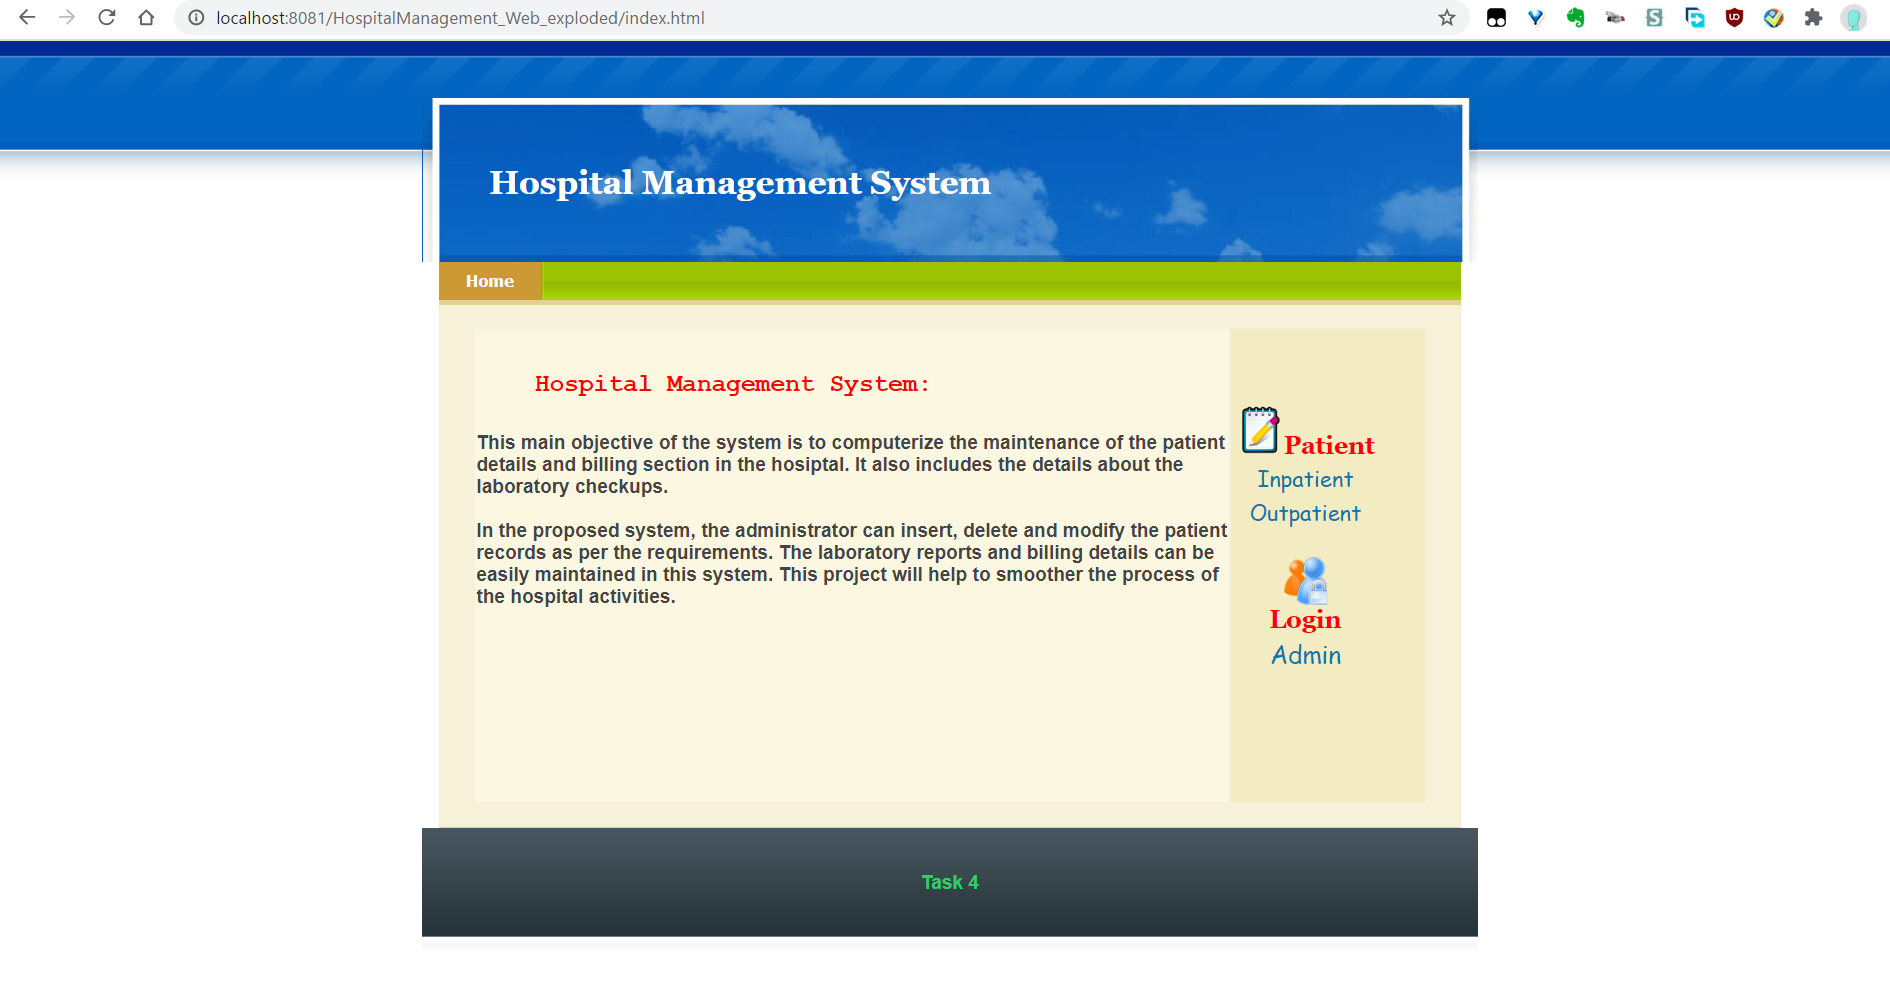 localhost:8081/HospitalManagement_Web_exploded/index.html
Hospital Management System
Home
Hospital Management System:
This main objective of the system is to computerize the maintenance of the patient
details and billing section in the hosiptal. It also includes the details about the
laboratory checkups.
In the proposed system, the administrator can insert, delete and modify the patient
records as per the requirements. The laboratory reports and billing details can be
easily maintained in this system. This project will help to smoother the process of
the hospital activities.
Patient
Inpatient
Outpatient
Login
Admin
Task 4